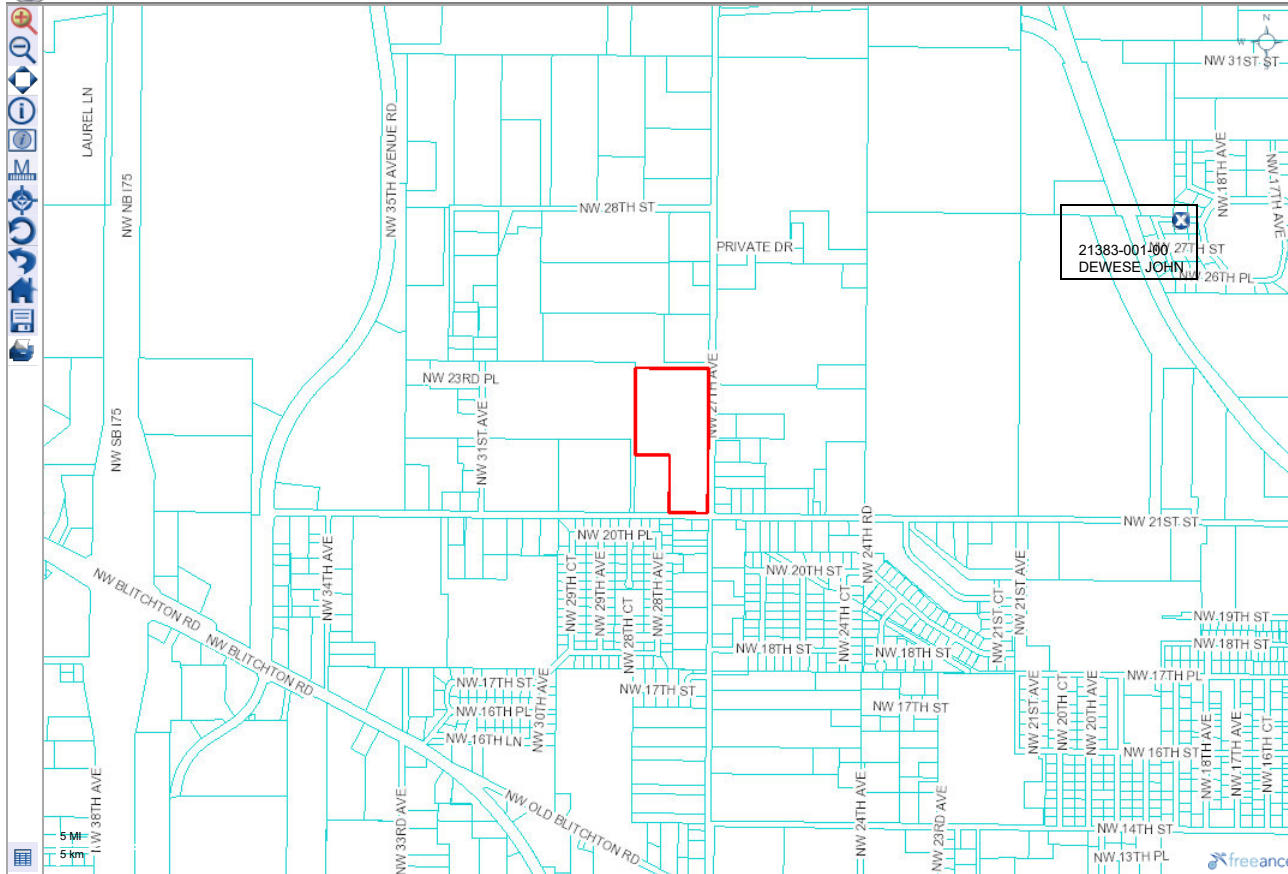 N
W
NW 31ST ST
LAUREL LN
NW NB I75
NW 35TH AVENUE RD
NW 18TH AVE
NW 17TH AVE
NW 28TH ST
PRIVATE DR
21383-001-00
NW 27TH ST
DEWESE JOHN
NW 26TH PL
NW 27TH AVE
NW 23RD PL
NW 31ST AVE
NW SB I75
NW 21ST ST
NW 20TH PL
NW 24TH RD
NW 34TH AVE
NW 29TH CT
NW 29TH AVE
NW 28TH CT
NW 28TH AVE
NW 20TH ST
NW 24TH CT
NW 21ST CT
NW 21ST AVE
NW BLITCHTON RD
NW BLITCHTON RD
NW 19TH ST
NW 18TH ST
NW 18TH ST
NW 18TH ST
NW 17TH ST
NW 17TH ST
NW 17TH PL
NW 16TH PL
NW 30TH AVE
NW 17TH ST
NW 16TH LN
NW 21ST AVE
NW 20TH CT
NW 20TH AVE
NW 18TH AVE
NW 17TH AVE
NW 16TH CT
NW 16TH ST
NW 38TH AVE
NW 33RD AVE
NW OLD BLITCHTON RD
NW 24TH AVE
NW 23RD AVE
NW 14TH ST
NW 13TH PL
5 MI
5 km
freeance